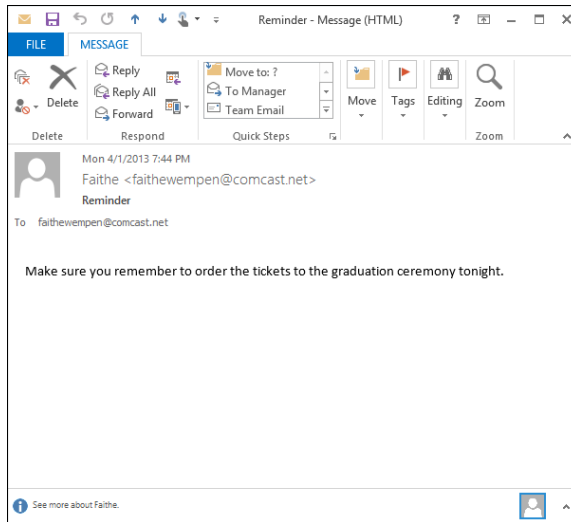 Reminder - Message (HTML)
FILE MESSAGE
Reply
Reply All
Forward
Delete
Move to: ?
To Manager
Team Email
Move Tags Editing Zoom
Delete Respond Quick Steps Zoom
Mon 4/1/2013 7:44 PM
Faithe <faithewempen@comcast.net>
Reminder
To faithewempen@comcast.net
Make sure you remember to order the tickets to the graduation ceremony tonight.
See more about Faithe.